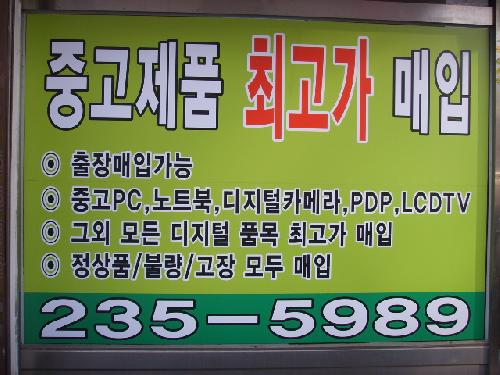 중고제품 최고가 매입
◎ 출장매입가능
◎ 중고PC,노트북,디지털카메라,PDP,LCDTV
◎ 그외 모든 디지털 품목 최고가 매입
◎ 정상품/불량/고장 모두 매입
235-5989